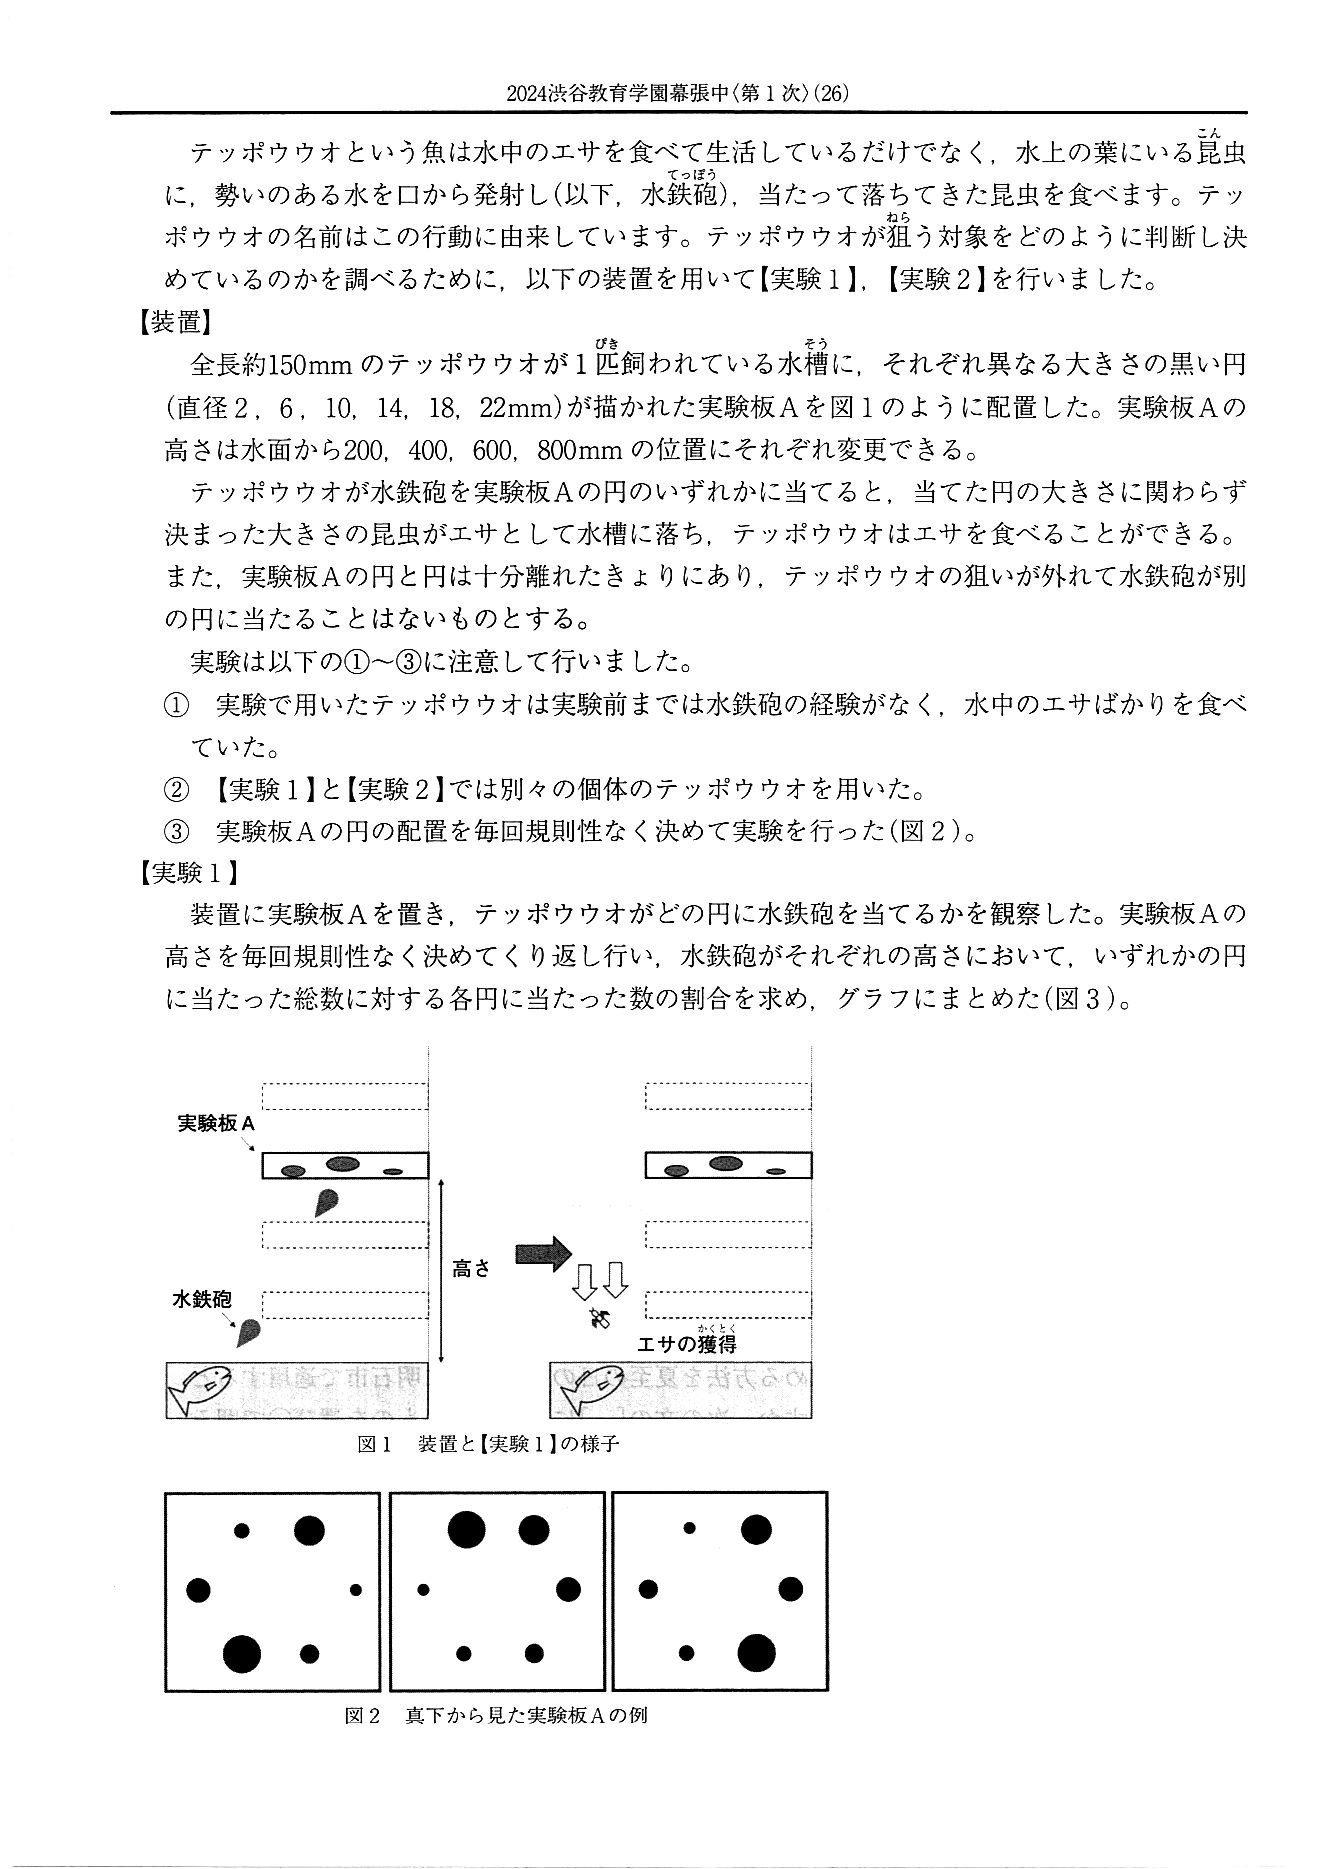 2024渋谷教育学園幕張中〈第1次〉(26)
テッポウウオという魚は水中のエサを食べて生活しているだけでなく，水上の葉にいる昆虫
に，勢いのある水を口から発射し(以下，水鉄砲)，当たって落ちてきた昆虫を食べます。テッ
ポウウオの名前はこの行動に由来しています。テッポウウオが狙う対象をどのように判断し決
めているのかを調べるために，以下の装置を用いて【実験1】，【実験2】を行いました。
【装置】
全長約150mmのテッポウウオが1匹飼われている水槽に，それぞれ異なる大きさの黒い円
(直径2，6，10，14，18，22mm)が描かれた実験板Aを図1のように配置した。実験板Aの
高さは水面から200，400，600，800mmの位置にそれぞれ変更できる。
テッポウウオが水鉄砲を実験板Aの円のいずれかに当てると，当てた円の大きさに関わらず
決まった大きさの昆虫がエサとして水槽に落ち，テッポウウオはエサを食べることができる。
また，実験板Aの円と円は十分離れたきょりにあり，テッポウウオの狙いが外れて水鉄砲が別
の円に当たることはないものとする。
実験は以下の①～③に注意して行いました。
① 実験で用いたテッポウウオは実験前までは水鉄砲の経験がなく，水中のエサばかりを食べ
ていた。
② 【実験1】と【実験2】では別々の個体のテッポウウオを用いた。
③ 実験板Aの円の配置を毎回規則性なく決めて実験を行った(図2)。
【実験1】
装置に実験板Aを置き，テッポウウオがどの円に水鉄砲を当てるかを観察した。実験板Aの
高さを毎回規則性なく決めてくり返し行い，水鉄砲がそれぞれの高さにおいて，いずれかの円
に当たった総数に対する各円に当たった数の割合を求め，グラフにまとめた(図3)。
実験板A
高さ
水鉄砲
エサの獲得
図1 装置と【実験1】の様子
図2 真下から見た実験板Aの例